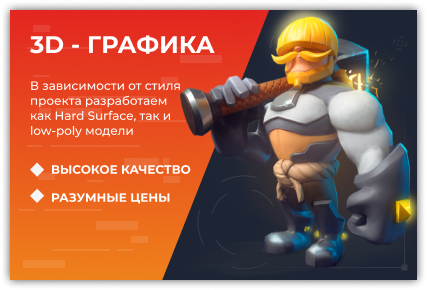 3D - ГРАФИКА
В зависимости от стиля
проекта разработаем
как Hard Surface, так и
low-poly модели
ВЫСОКОЕ КАЧЕСТВО
РАЗУМНЫЕ ЦЕНЫ